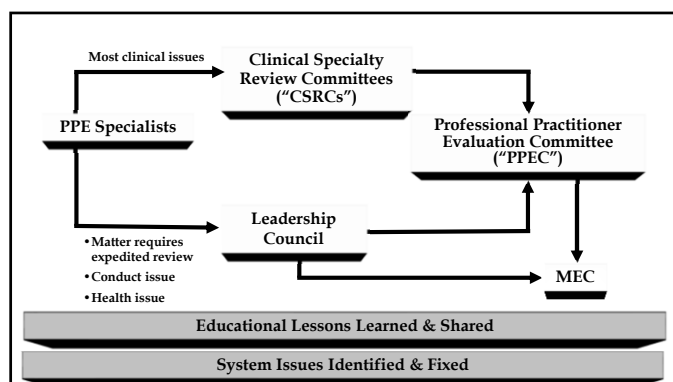 Most clinical issues
Clinical Specialty
Review Committees
(“CSRCs”)
PPE Specialists
Professional Practitioner
Evaluation Committee
(“PPEC”)
•Matter requires
expedited review
•Conduct issue
•Health issue
Leadership
Council
MEC
Educational Lessons Learned & Shared
System Issues Identified & Fixed